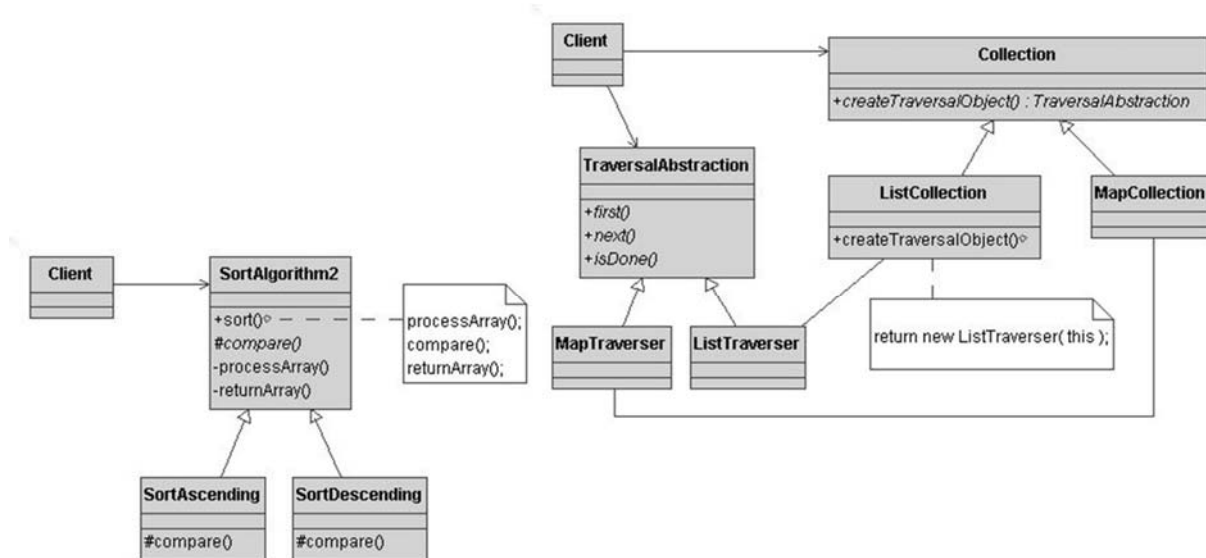 Client
SortAlgorithm2
+sort()
#compare()
-processArray()
-returnArray()
processArray();
compare();
returnArray();
SortAscending
#compare()
SortDescending
#compare()
Client
Collection
+createTraversalObject() : TraversalAbstraction
TraversalAbstraction
+first()
+next()
+isDone()
ListCollection
+createTraversalObject()
MapCollection
return new ListTraverser( this );
MapTraverser
ListTraverser